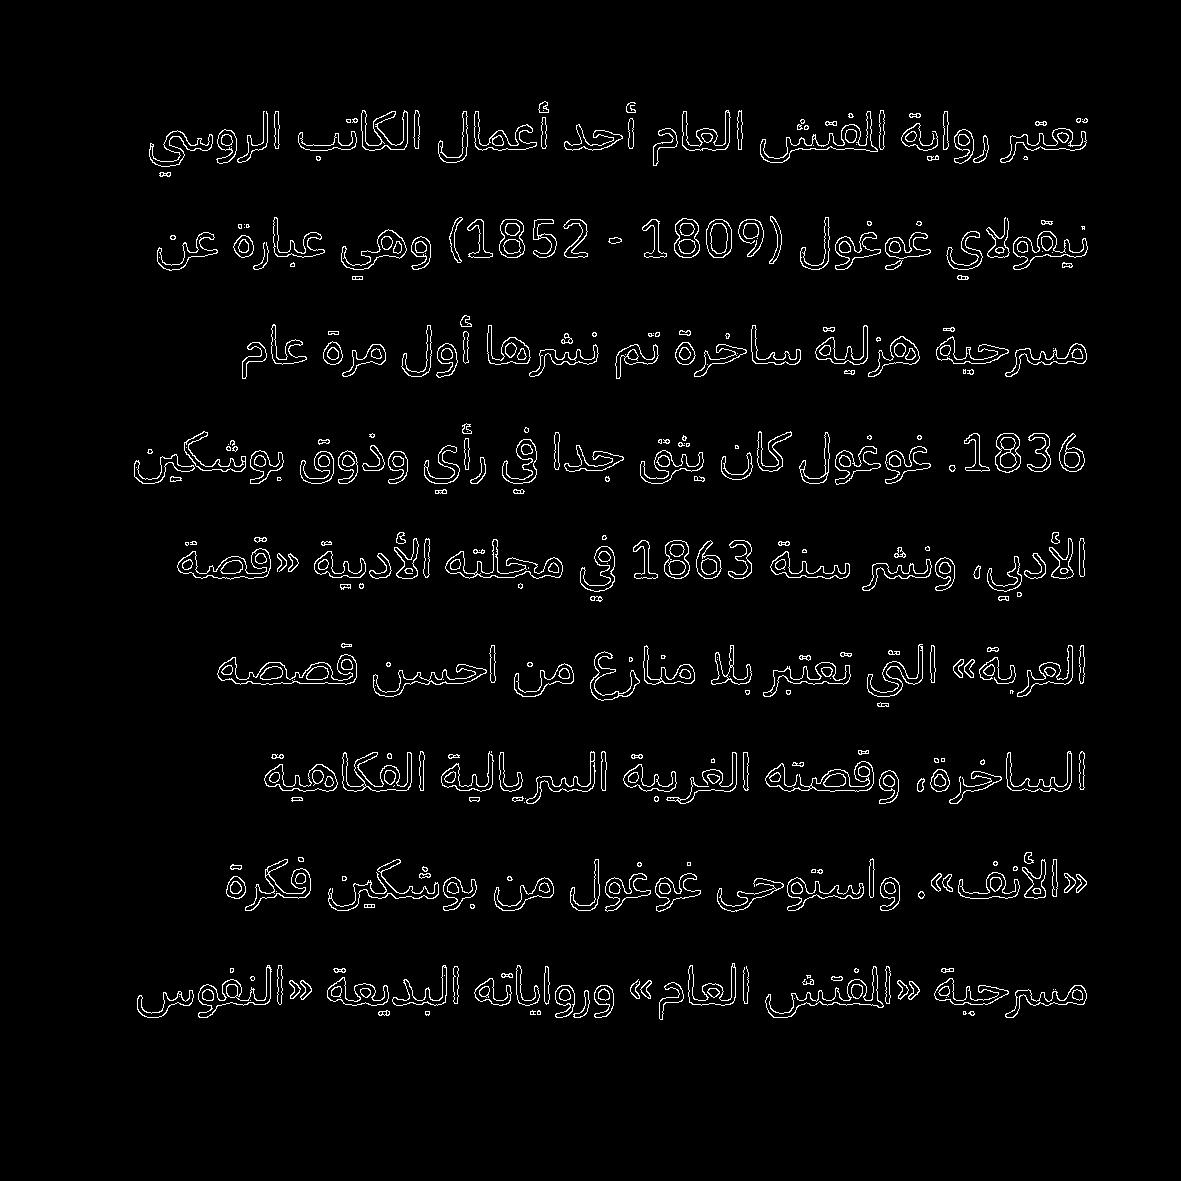 تعتبر رواية المفتش العام أحد أعمال الكاتب الروسي
نيقولاي غوغول (1809 - 1852) وهي عبارة عن
مسرحية هزلية ساخرة تم نشرها أول مرة عام
1836. غوغول كان يثق جدا في رأي وذوق بوشكين
الأدبي، ونشر سنة 1863 في مجلته الأدبية «قصة
العربة» التي تعتبر بلا منازع من احسن قصصه
الساخرة، وقصته الغريبة السريالية الفكاهية
«الأنف». واستوحى غوغول من بوشكين فكرة
مسرحية «المفتش العام» ورواياته البديعة «النفوس